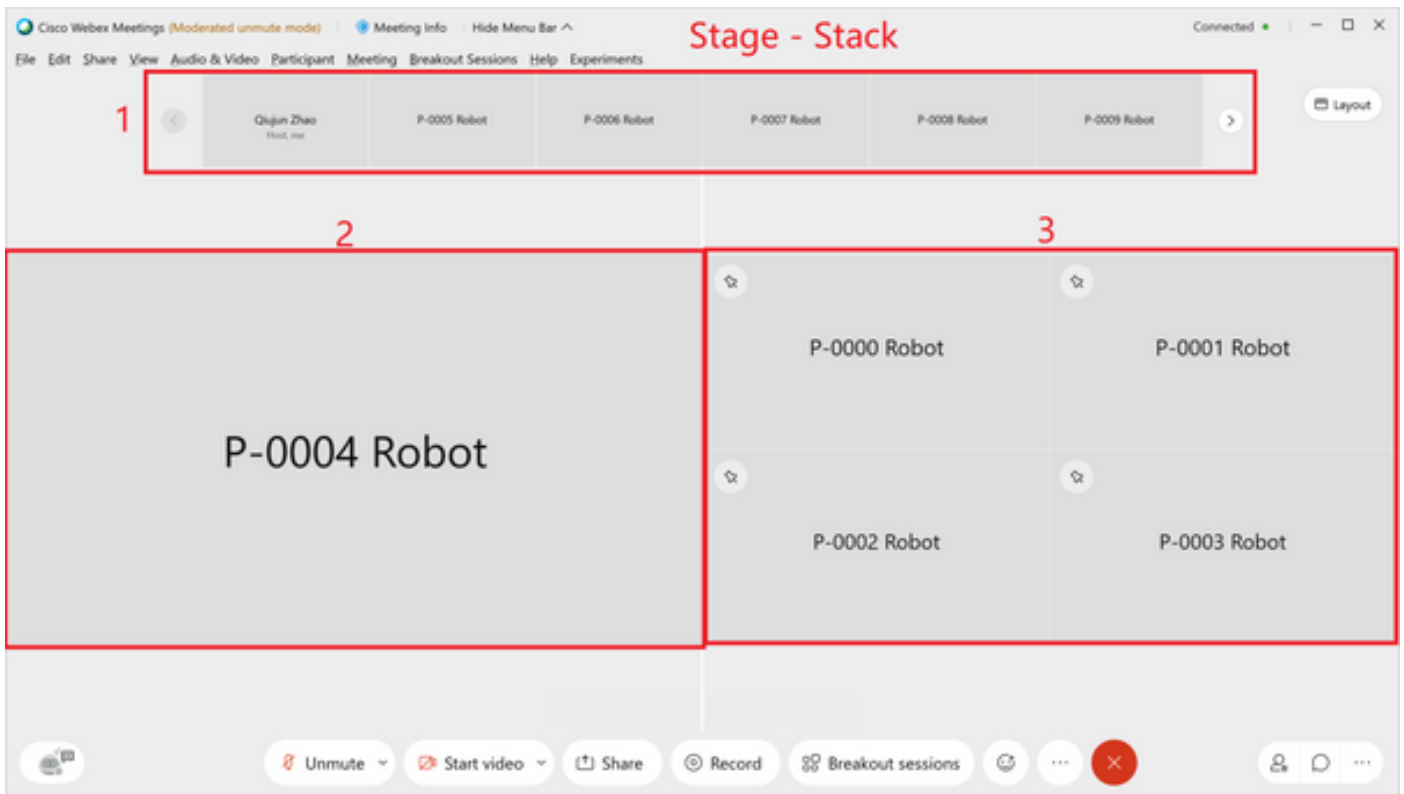 Cisco Webex Meetings (Moderated unmute mode) Meeting Info Hide Menu Bar Connected
Stage - Stack
File Edit Share View Audio & Video Participant Meeting Breakout Sessions Help Experiments
Layout
1
Qiujun Zhao P-0005 Robot P-0006 Robot P-0007 Robot P-0008 Robot P-0009 Robot
Host, me
2 3
P-0000 Robot P-0001 Robot
P-0004 Robot
P-0002 Robot P-0003 Robot
Unmute Start video Share Record Breakout sessions